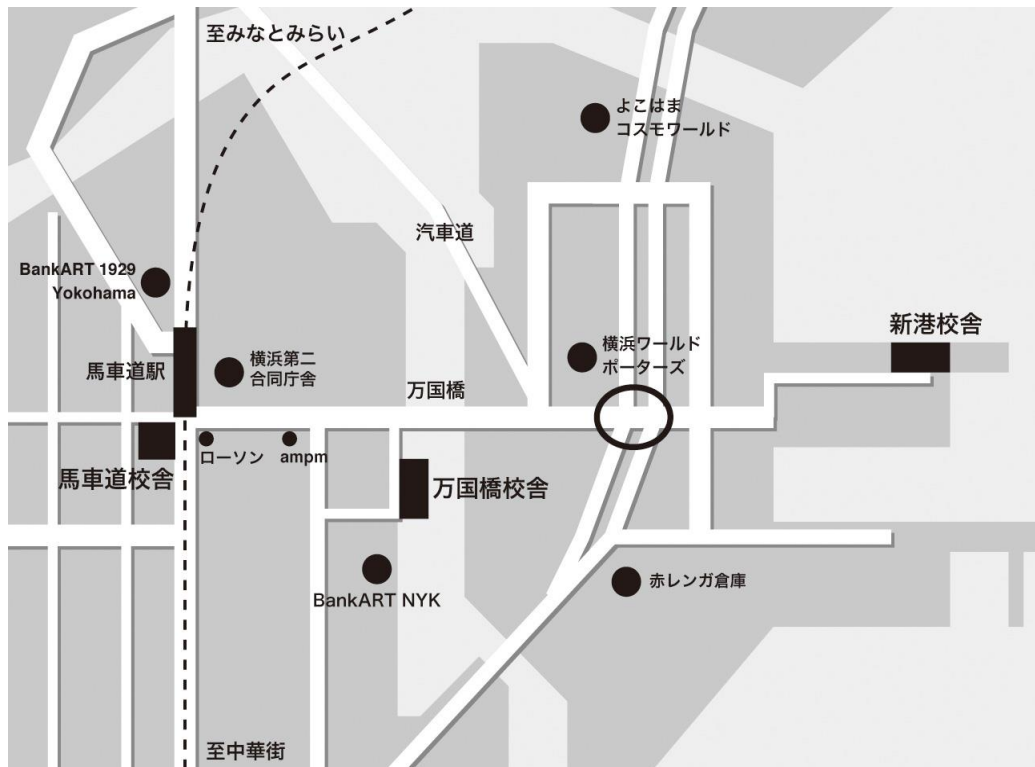 至みなとみらい
よこはま
コスモワールド
汽車道
BankART 1929
Yokohama
新港校舎
横浜ワールド
ポーターズ
馬車道駅
横浜第二
合同庁舎
万国橋
ローソン
ampm
馬車道校舎
万国橋校舎
BankART NYK
赤レンガ倉庫
至中華街